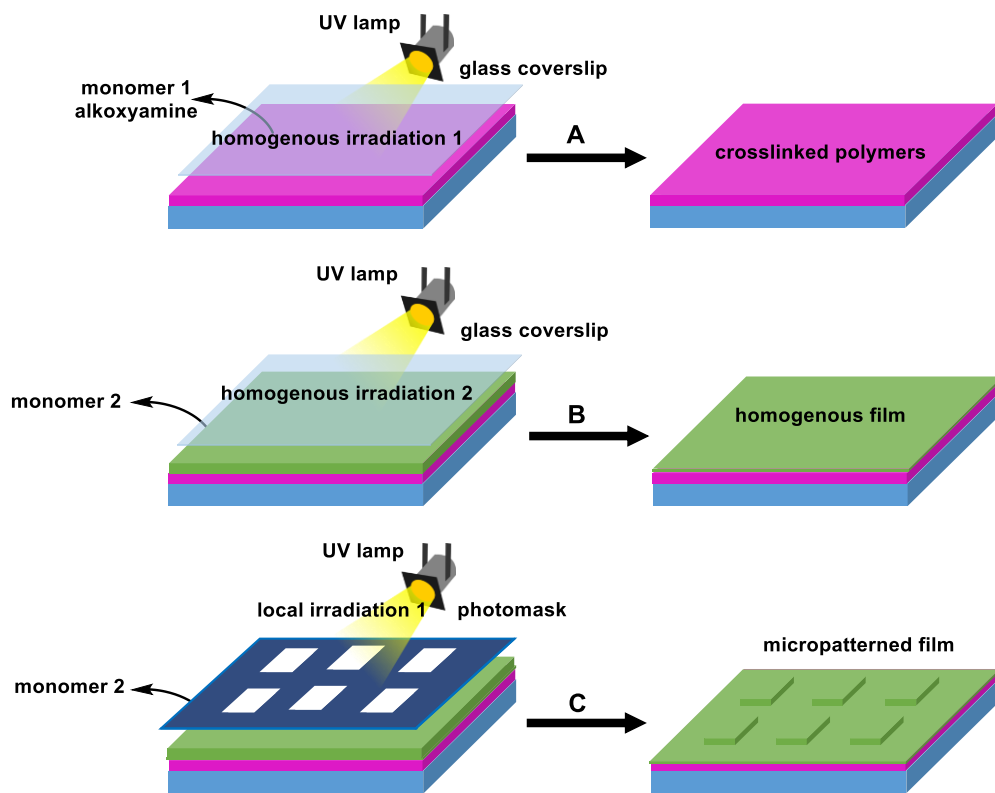 UV lamp
glass coverslip
monomer 1
alkoxyamine
homogenous irradiation 1
A
crosslinked polymers
UV lamp
glass coverslip
monomer 2
homogenous irradiation 2
B
homogenous film
UV lamp
local irradiation 1
photomask
micropatterned film
monomer 2
C